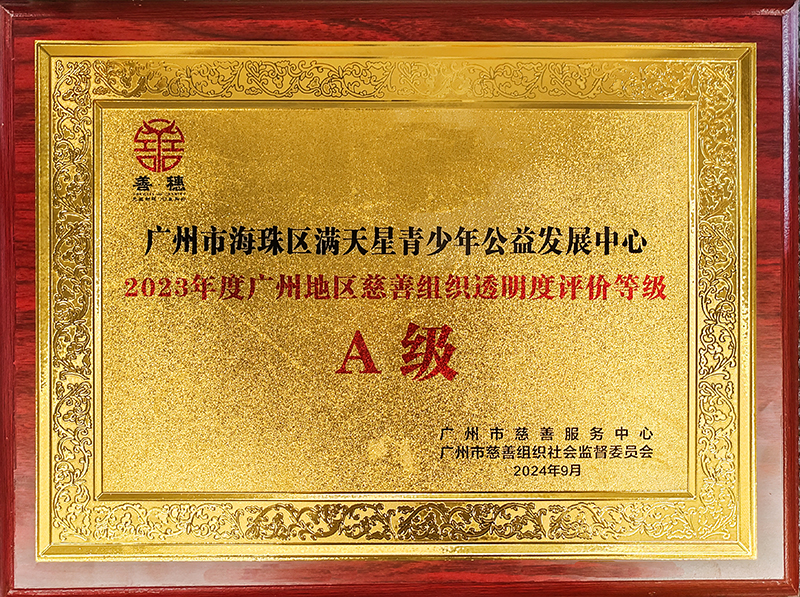 善穗
广州市海珠区满天星青少年公益发展中心
2023年度广州地区慈善组织透明度评价等级
A级
广州市慈善服务中心
广州市慈善组织社会监督委员会
2024年9月